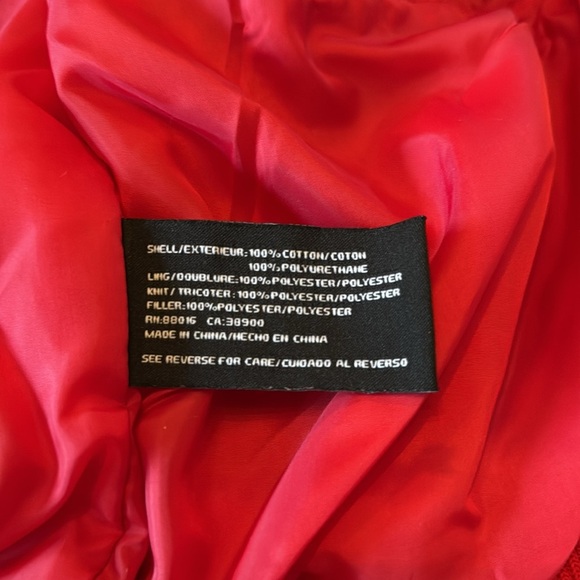 SHELL/EXTERIEUR:100% COTTON/COTON
100% POLYURETHANE
LING/DOUBLURE:100% POLYESTER/POLYESTER
KNIT/TRICOTER:100% POLYESTER/POLYESTER
FILLER:100% POLYESTER/POLYESTER
RN:88016 CA:38900
MADE IN CHINA/HECHO EN CHINA
SEE REVERSE FOR CARE/CUIDADO AL REVERSO